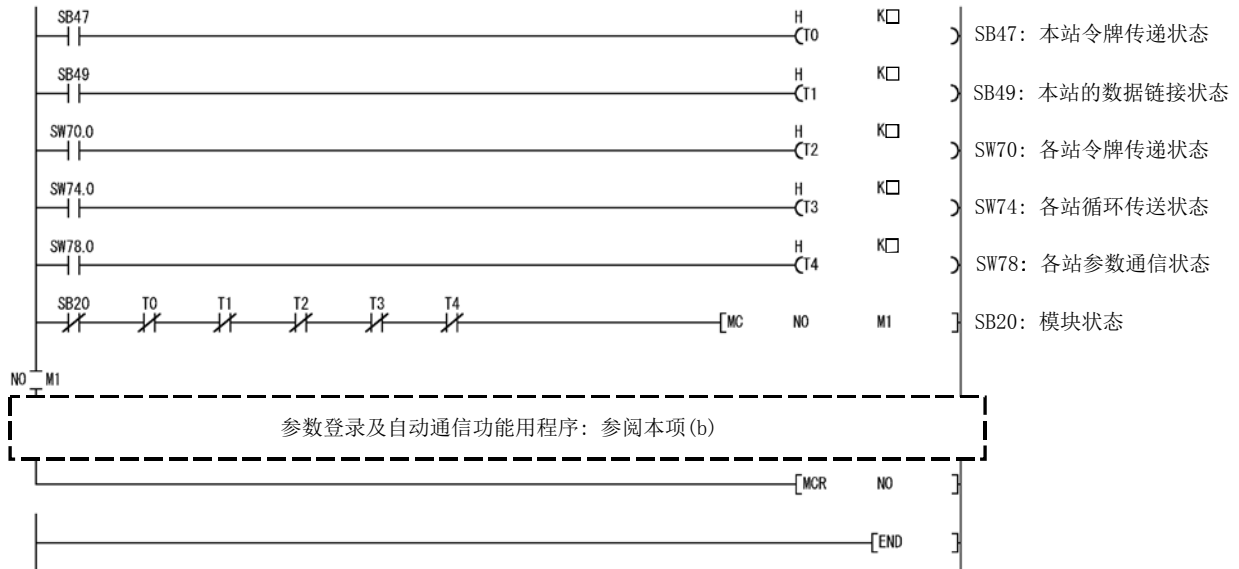 SB47 H K□
T0 SB47: 本站令牌传递状态
SB49 H K□
T1 SB49: 本站的数据链接状态
SW70.0 H K□
T2 SW70: 各站令牌传递状态
SW74.0 H K□
T3 SW74: 各站循环传送状态
SW78.0 H K□
T4 SW78: 各站参数通信状态
SB20 T0 T1 T2 T3 T4
MC N0 M1 SB20: 模块状态
N0 M1
参数登录及自动通信功能用程序: 参阅本项(b)
MCR N0
END